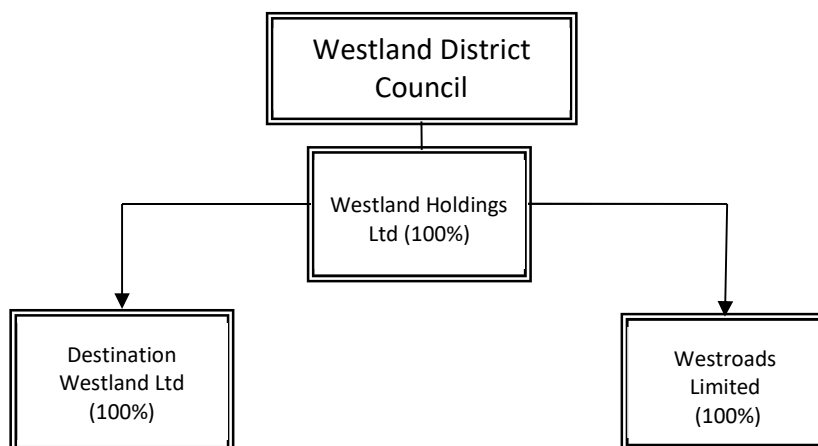 Westland District
Council
Westland Holdings
Ltd (100%)
Destination
Westland Ltd
(100%)
Westroads
Limited
(100%)